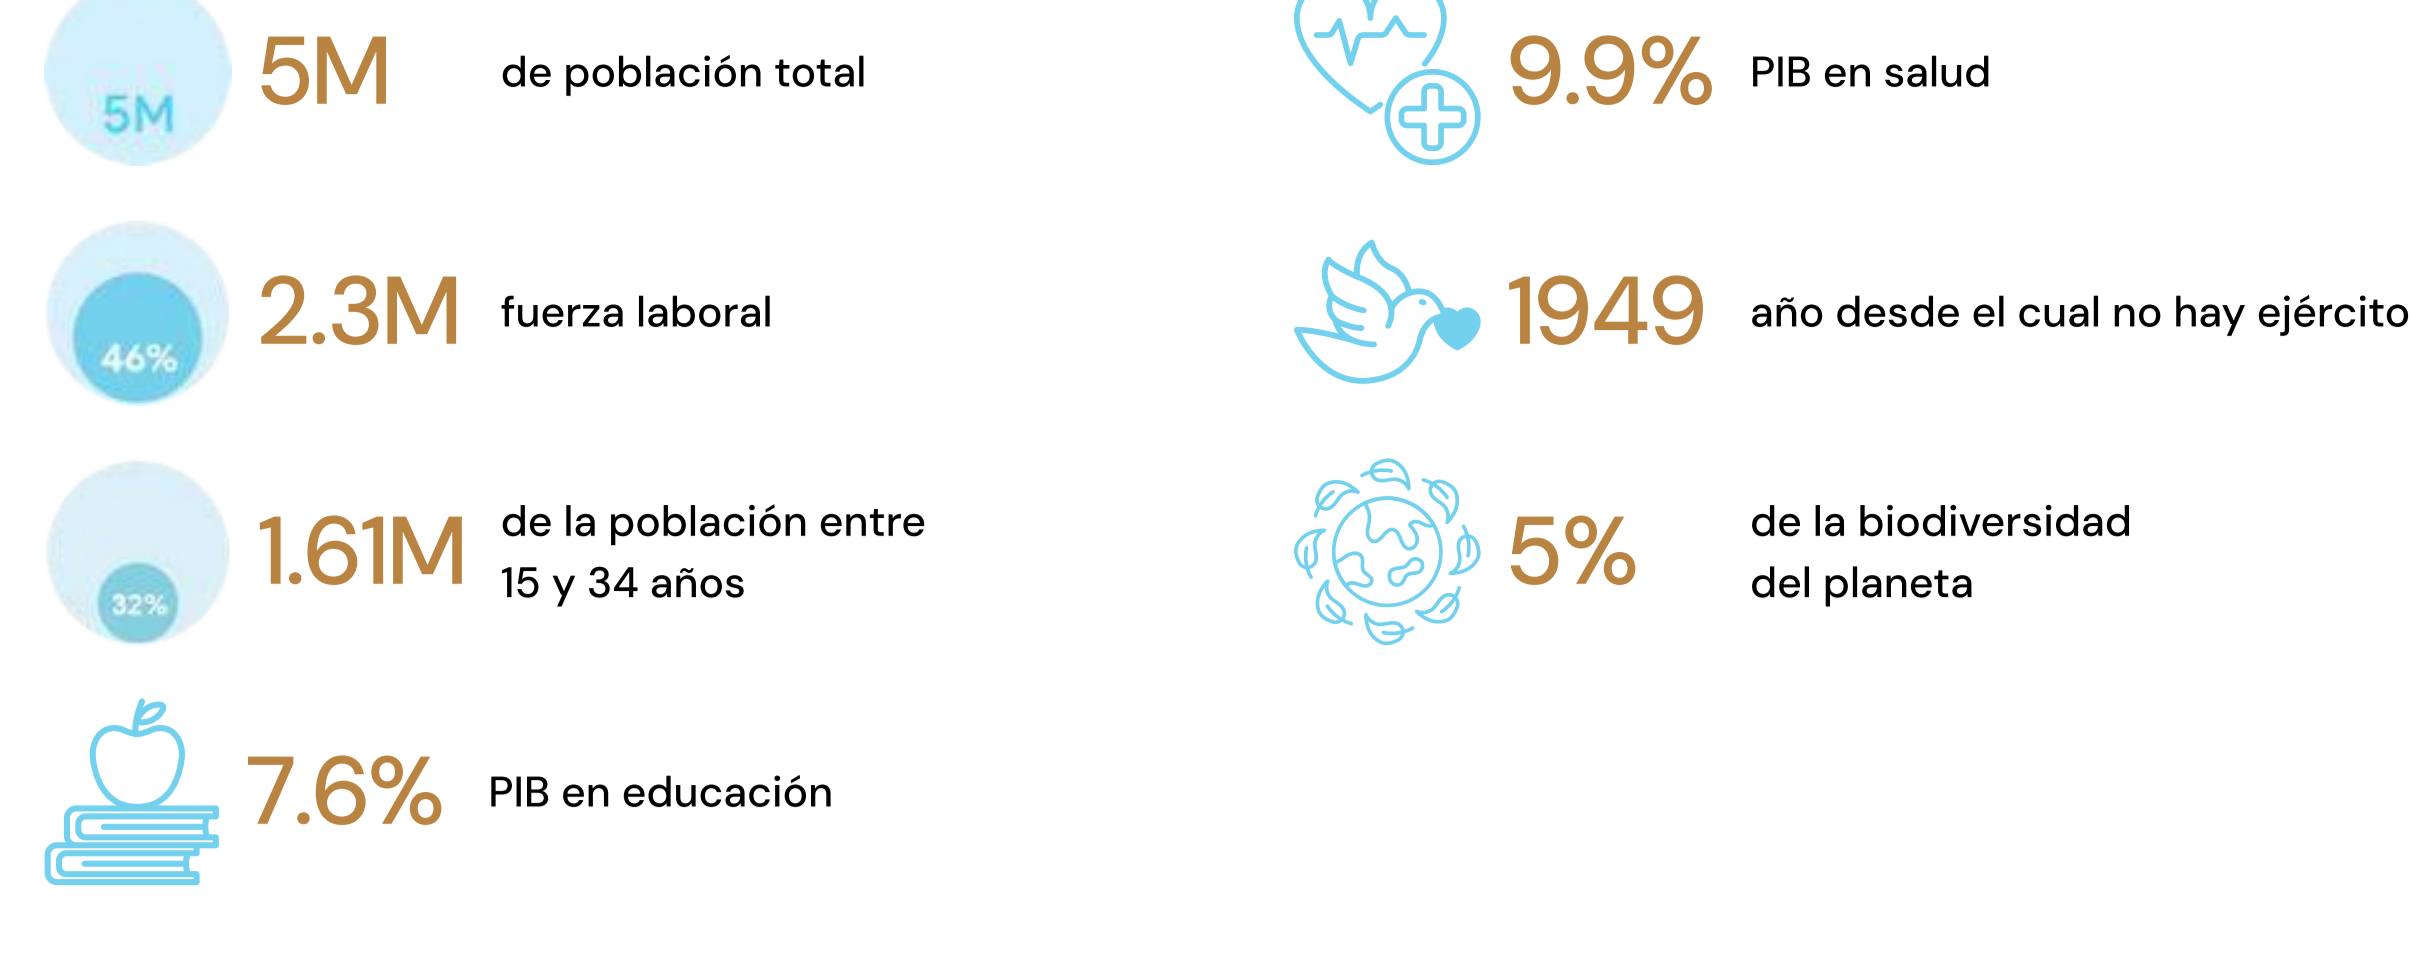 5M
5M
de población total
46%
2.3M
fuerza laboral
32%
1.61M
de la población entre
15 y 34 años
7.6%
PIB en educación
9.9%
PIB en salud
1949
año desde el cual no hay ejército
5%
de la biodiversidad
del planeta